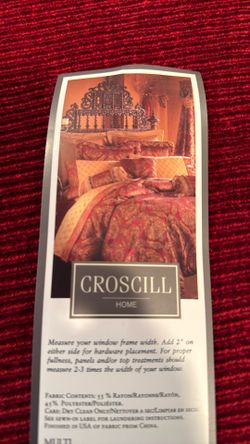 CROSCILL
HOME
Measure your window frame width. Add 2" on
either side for hardware placement. For proper
fullness, panels and/or top treatments should
measure 2-3 times the width of your window.
Fabric Contents: 55 % Rayon/Rayonne/Rayón,
45% Polyester/Poliéster.
Care: Dry Clean Only/Nettoyer a Sec/Limpiar en Seco
See sewn-in label for laundering instructions.
Finished in USA of fabric from China.
MULTI